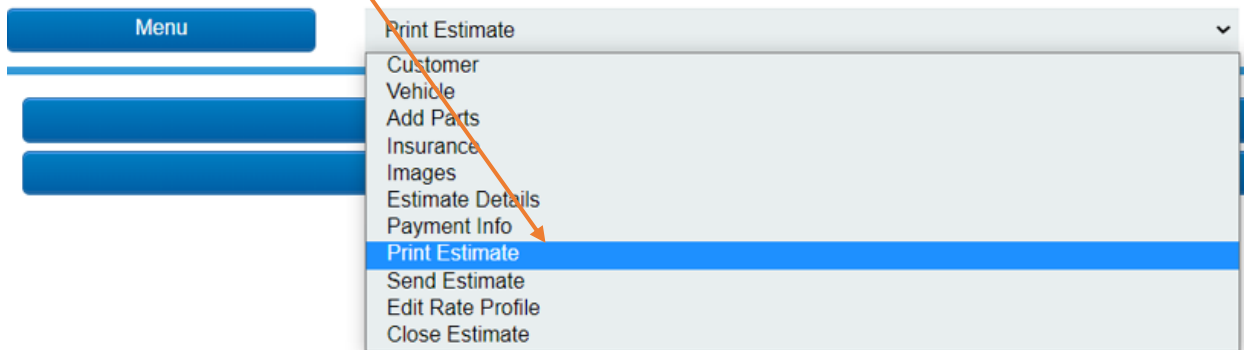 Menu
Print Estimate
Customer
Vehicle
Add Parts
Insurance
Images
Estimate Details
Payment Info
Print Estimate
Send Estimate
Edit Rate Profile
Close Estimate